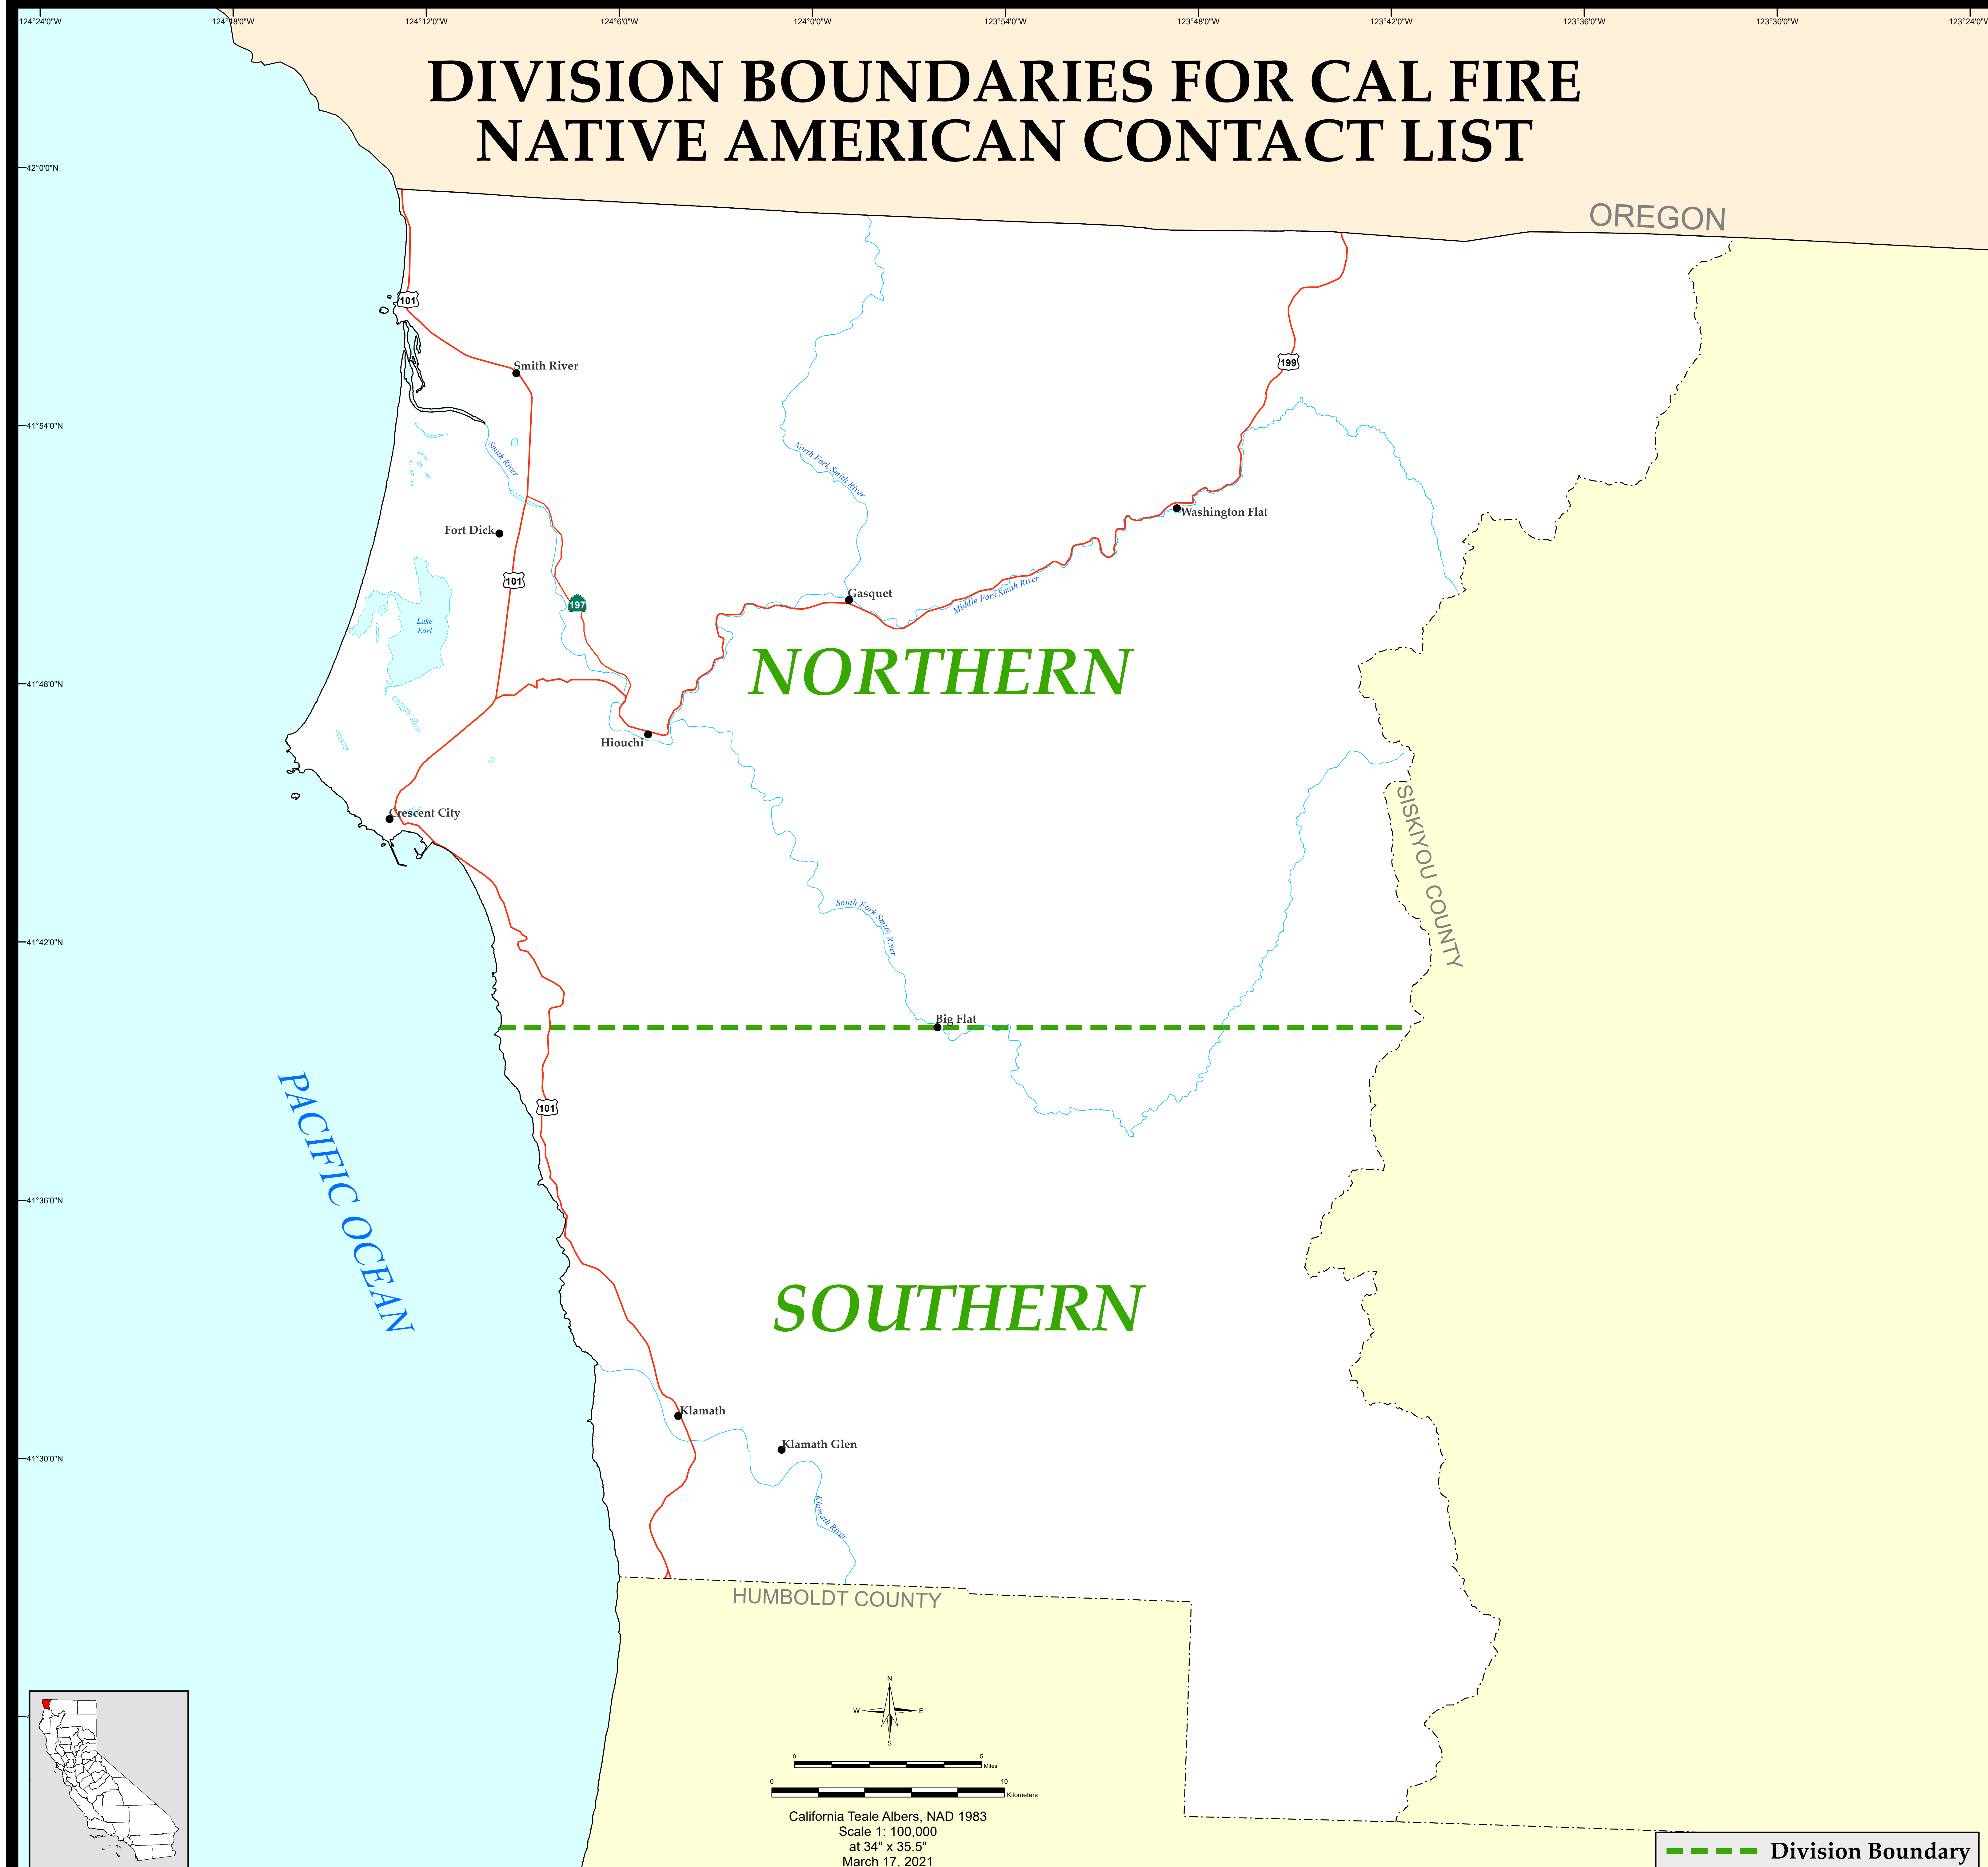 124°24'0"W
124°18'0"W
124°12'0"W
124°6'0"W
124°0'0"W
123°54'0"W
123°48'0"W
123°42'0"W
123°36'0"W
123°30'0"W
DIVISION BOUNDARIES FOR CAL FIRE
NATIVE AMERICAN CONTACT LIST
42°0'0"N
OREGON
101
199
Smith River
41°54'0"N
Smith River
North Fork Smith River
Washington Flat
Fort Dick
101
197
Gasquet
Middle Fork Smith River
Lake
Earl
NORTHERN
41°48'0"N
Hiouchi
Crescent City
SISKIYOU COUNTY
South Fork Smith River
41°42'0"N
Big Flat
PACIFIC OCEAN
101
41°36'0"N
SOUTHERN
Klamath
Klamath Glen
41°30'0"N
Klamath River
HUMBOLDT COUNTY
N
W E
S
0 5
Miles
0 10
Kilometers
California Teale Albers, NAD 1983
Scale 1: 100,000
at 34" x 35.5"
March 17, 2021
Division Boundary